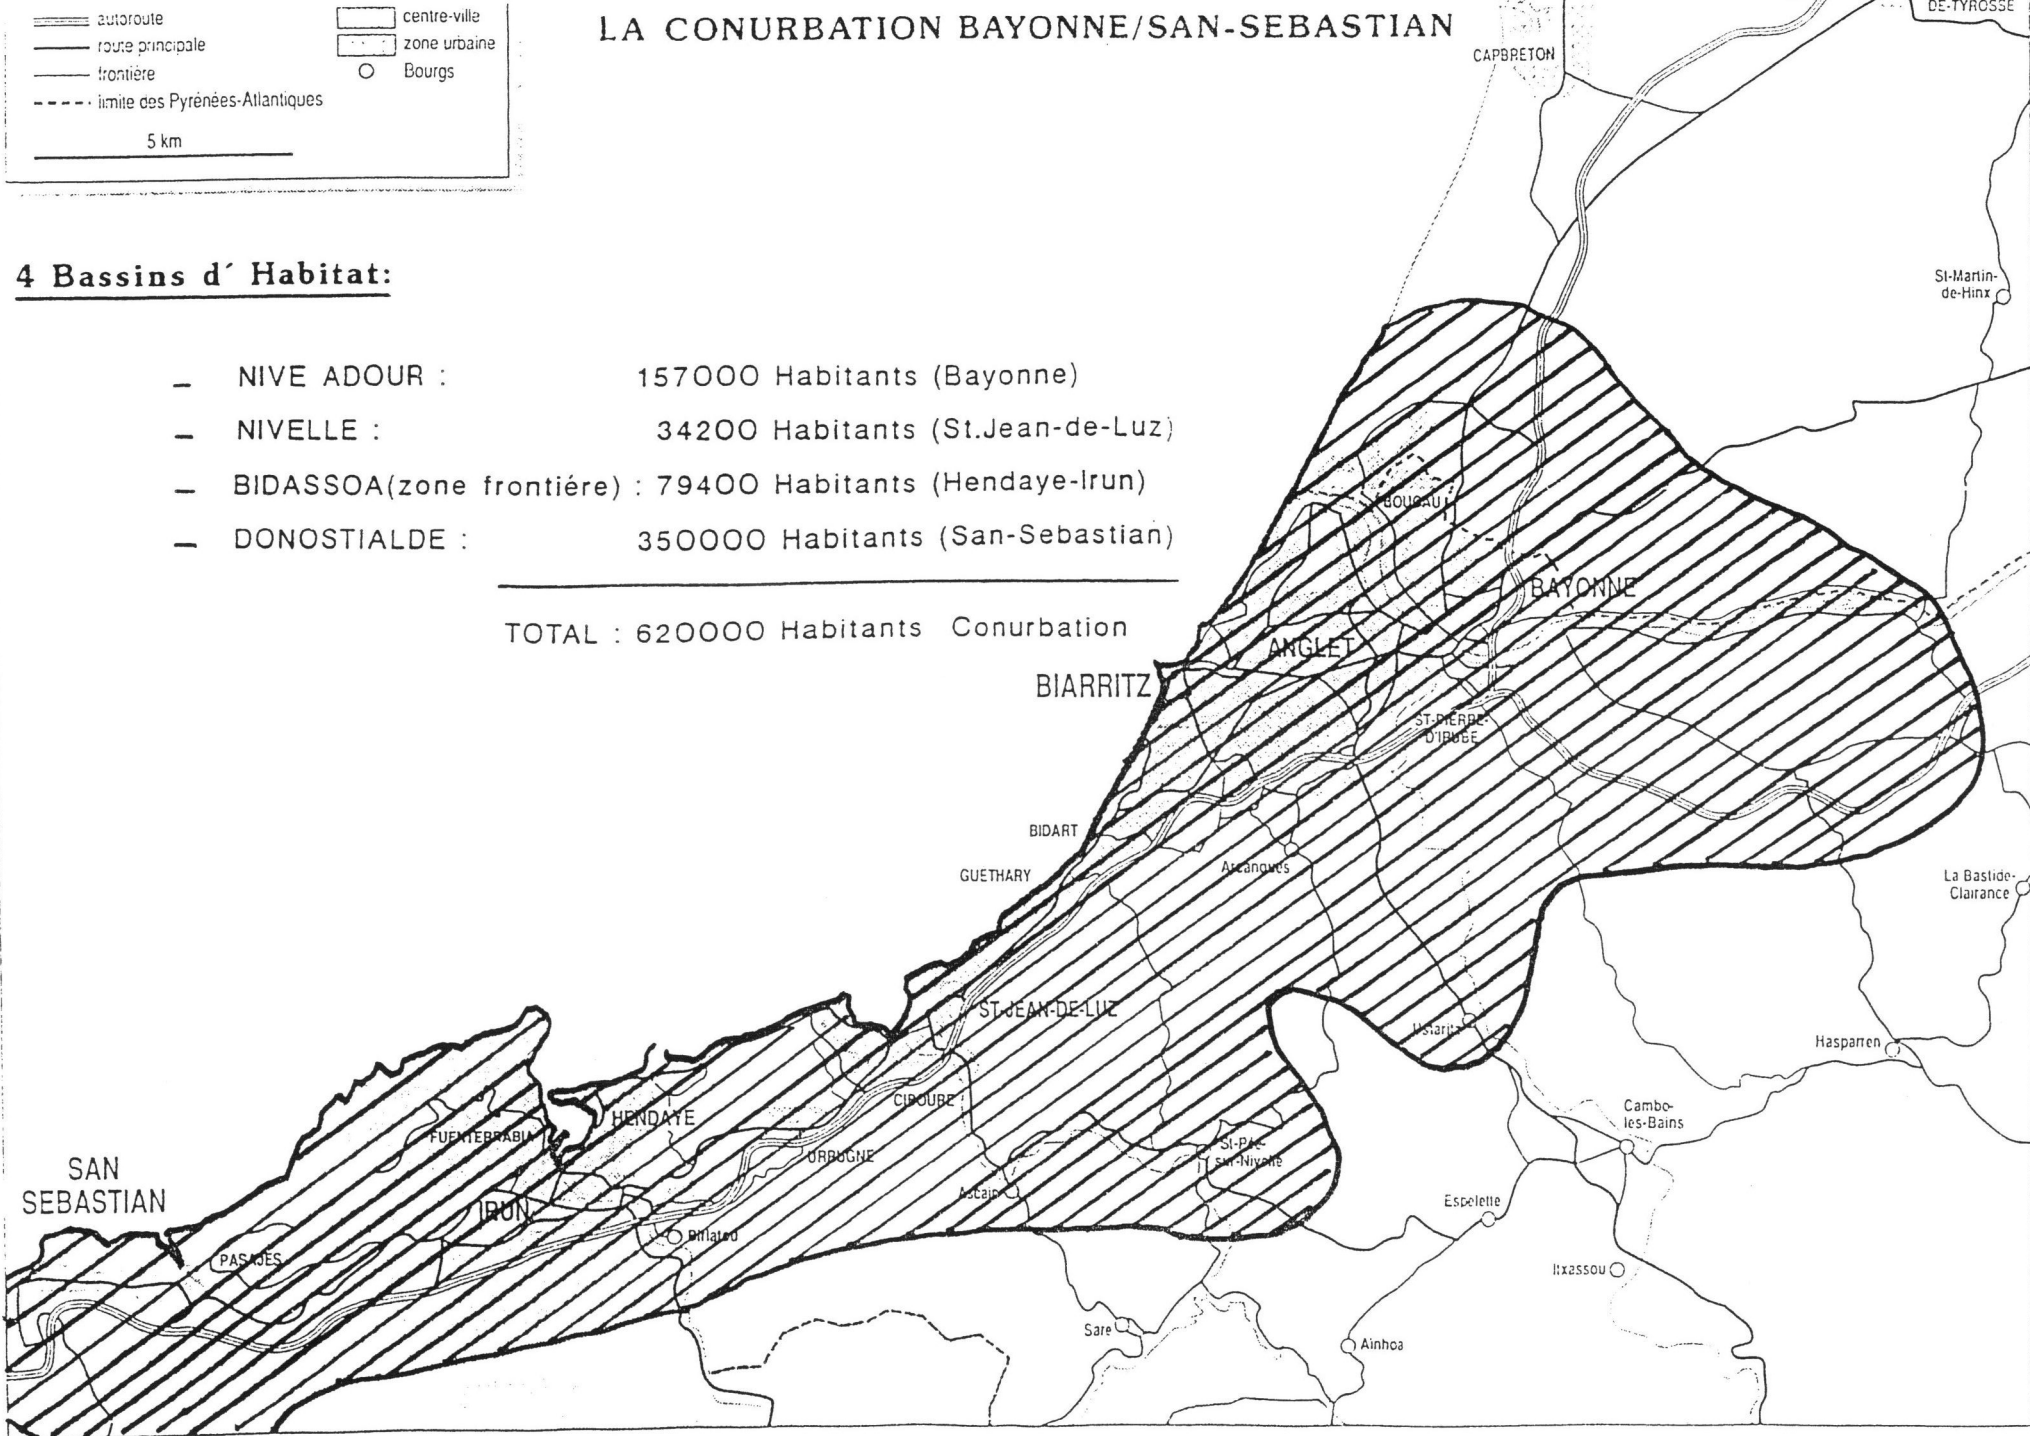 LA CONURBATION BAYONNE/SAN-SEBASTIAN
autoroute
route principale
frontière
limite des Pyrénées-Atlantiques
5 km
centre-ville
zone urbaine
Bourgs
4 Bassins d´ Habitat:
– NIVE ADOUR : 157000 Habitants (Bayonne)
– NIVELLE : 34200 Habitants (St.Jean-de-Luz)
– BIDASSOA(zone frontiére) : 79400 Habitants (Hendaye-Irun)
– DONOSTIALDE : 350000 Habitants (San-Sebastian)
TOTAL : 620000 Habitants Conurbation
DE-TYROSSE
CAPBRETON
St-Martin-
de-Hinx
BOUCAU
BAYONNE
ANGLET
BIARRITZ
ST-PIERRE-
D'IRUBE
BIDART
GUETHARY
Arcangues
La Bastide-
Clairance
ST-JEAN-DE-LUZ
Ustaritz
Hasparren
CIBOURE
HENDAYE
FUENTERRABIA
URRUGNE
Cambo-
les-Bains
St-Pée-
sur-Nivelle
SAN
SEBASTIAN
Ascain
IRUN
Espelette
Biriatou
PASAJES
Itxassou
Sare
Ainhoa